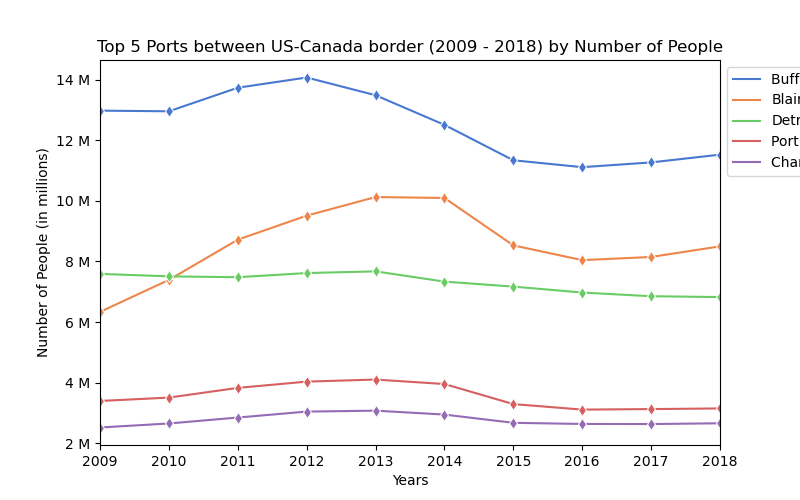 Top 5 Ports between US-Canada border (2009 - 2018) by Number of People
Number of People (in millions)
14 M
12 M
10 M
8 M
6 M
4 M
2 M
2009 2010 2011 2012 2013 2014 2015 2016 2017 2018
Years
Buff
Blai
Detr
Port
Cha